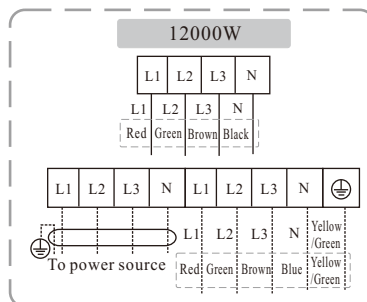 12000W
L1 L2 L3 N
L1 L2 L3 N
Red Green Brown Black
L1 L2 L3 N L1 L2 L3 N
L1 L2 L3 N Yellow/Green
To power source
Red Green Brown Blue Yellow/Green